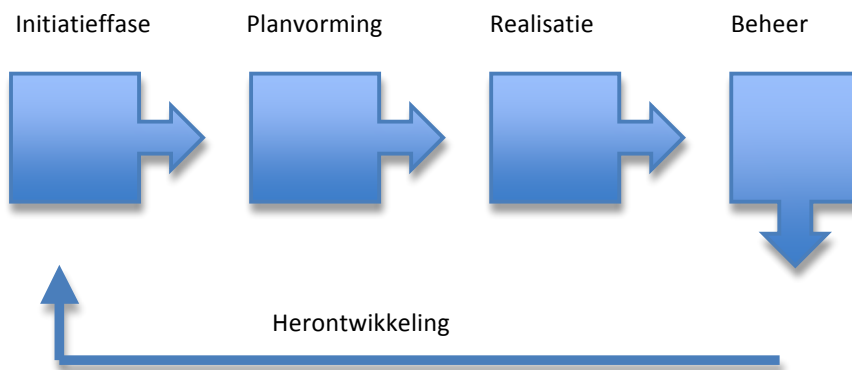 Initiatieffase
Planvorming
Realisatie
Beheer
Herontwikkeling